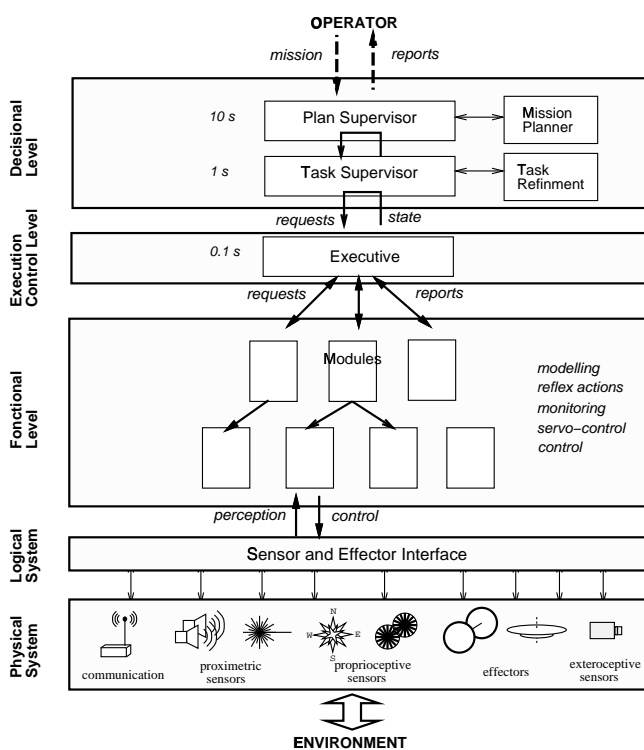 OPERATOR
mission
reports
Decisional
Level
10 s
Plan Supervisor
Mission
Planner
1 s
Task Supervisor
Task
Refinment
requests
state
Execution
Control Level
0.1 s
Executive
requests
reports
Fonctional
Level
Modules
modelling
reflex actions
monitoring
servo-control
control
perception
control
Logical
System
Sensor and Effector Interface
Physical
System
N
W
E
S
communication
proximetric
sensors
proprioceptive
sensors
effectors
exteroceptive
sensors
ENVIRONMENT